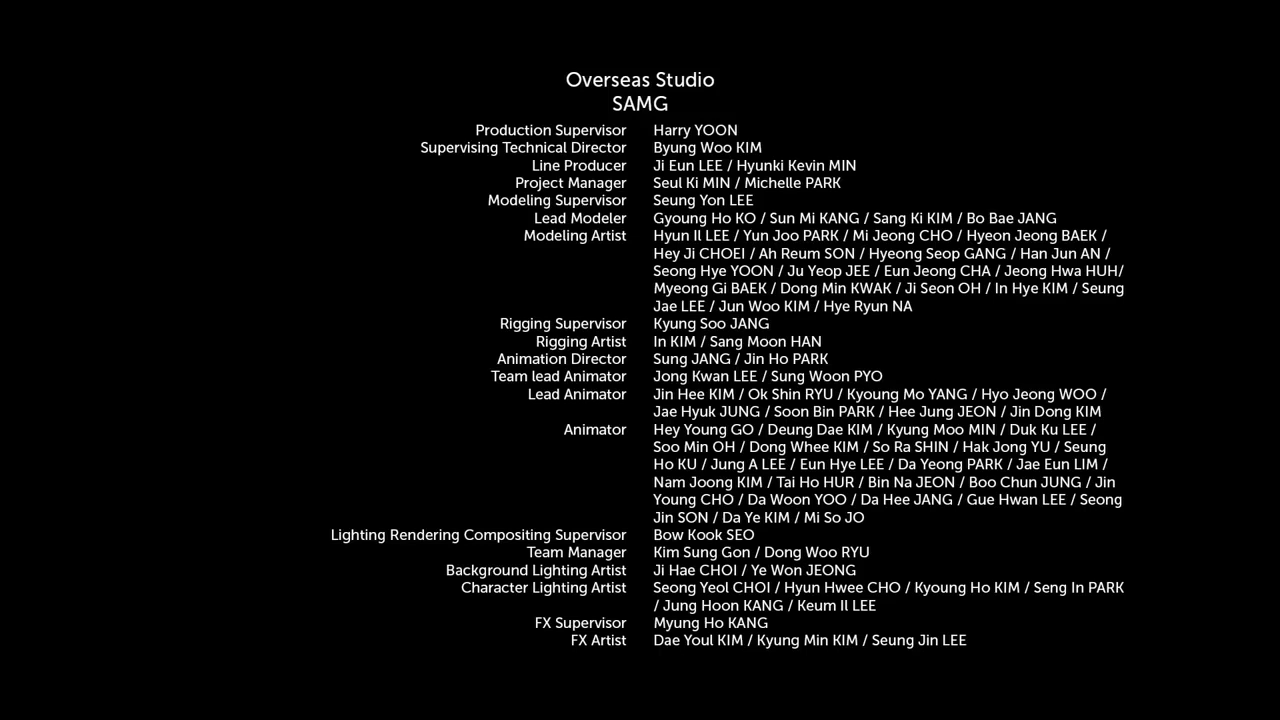 Overseas Studio
SAMG
Production Supervisor Harry YOON
Supervising Technical Director Byung Woo KIM
Line Producer Ji Eun LEE / Hyunki Kevin MIN
Project Manager Seul Ki MIN / Michelle PARK
Modeling Supervisor Seung Yon LEE
Lead Modeler Gyoung Ho KO / Sun Mi KANG / Sang Ki KIM / Bo Bae JANG
Modeling Artist Hyun Il LEE / Yun Joo PARK / Mi Jeong CHO / Hyeon Jeong BAEK /
Hey Ji CHOEI / Ah Reum SON / Hyeong Seop GANG / Han Jun AN /
Seong Hye YOON / Ju Yeop JEE / Eun Jeong CHA / Jeong Hwa HUH/
Myeong Gi BAEK / Dong Min KWAK / Ji Seon OH / In Hye KIM / Seung
Jae LEE / Jun Woo KIM / Hye Ryun NA
Rigging Supervisor Kyung Soo JANG
Rigging Artist In KIM / Sang Moon HAN
Animation Director Sung JANG / Jin Ho PARK
Team lead Animator Jong Kwan LEE / Sung Woon PYO
Lead Animator Jin Hee KIM / Ok Shin RYU / Kyoung Mo YANG / Hyo Jeong WOO /
Jae Hyuk JUNG / Soon Bin PARK / Hee Jung JEON / Jin Dong KIM
Animator Hey Young GO / Deung Dae KIM / Kyung Moo MIN / Duk Ku LEE /
Soo Min OH / Dong Whee KIM / So Ra SHIN / Hak Jong YU / Seung
Ho KU / Jung A LEE / Eun Hye LEE / Da Yeong PARK / Jae Eun LIM /
Nam Joong KIM / Tai Ho HUR / Bin Na JEON / Boo Chun JUNG / Jin
Young CHO / Da Woon YOO / Da Hee JANG / Gue Hwan LEE / Seong
Jin SON / Da Ye KIM / Mi So JO
Lighting Rendering Compositing Supervisor Bow Kook SEO
Team Manager Kim Sung Gon / Dong Woo RYU
Background Lighting Artist Ji Hae CHOI / Ye Won JEONG
Character Lighting Artist Seong Yeol CHOI / Hyun Hwee CHO / Kyoung Ho KIM / Seng In PARK
/ Jung Hoon KANG / Keum Il LEE
FX Supervisor Myung Ho KANG
FX Artist Dae Youl KIM / Kyung Min KIM / Seung Jin LEE